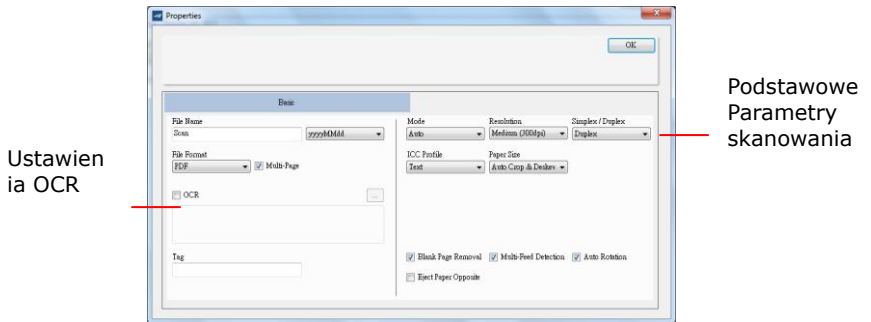 Properties
OK
Basic
File Name
Scan yyyyMMdd
File Format
PDF Multi-Page
OCR ...
Tag
Mode Resolution Simplex / Duplex
Auto Medium (300dpi) Duplex
ICC Profile Paper Size
Text Auto Crop & Deskev
Blank Page Removal Multi-Feed Detection Auto Rotation
Eject Paper Opposite
Ustawien
ia OCR
Podstawowe
Parametry
skanowania